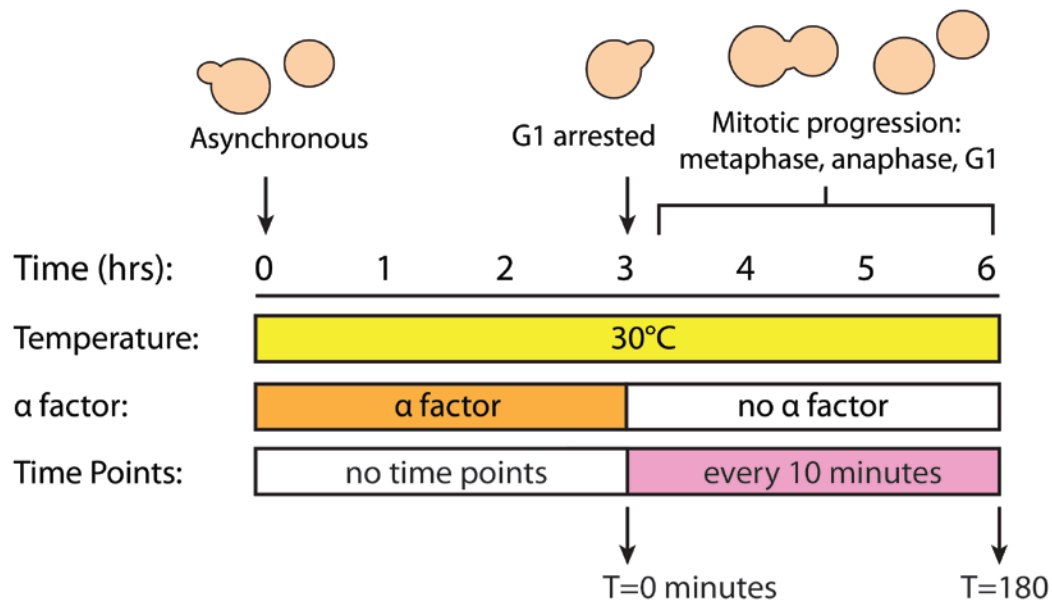 Asynchronous
G1 arrested
Mitotic progression:
metaphase, anaphase, G1
Time (hrs): 0 1 2 3 4 5 6
Temperature: 30°C
α factor: α factor no α factor
Time Points: no time points every 10 minutes
T=0 minutes T=180